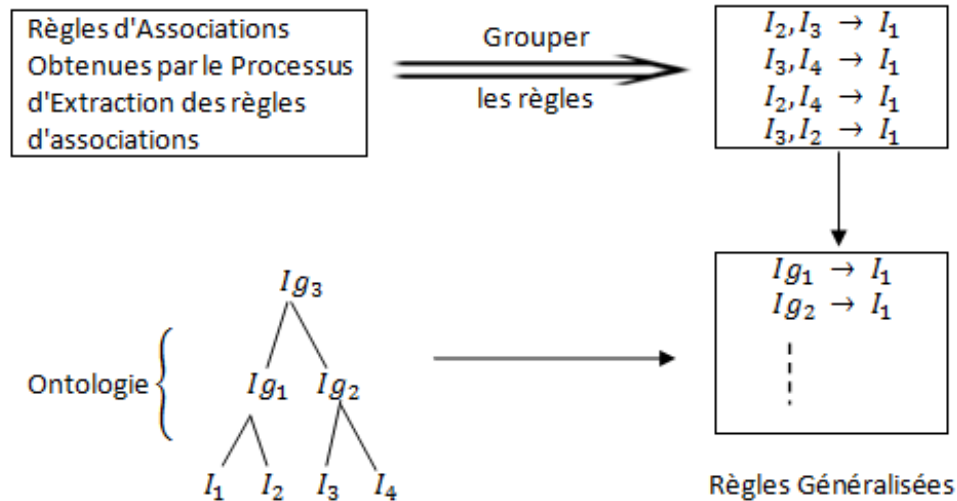 Règles d'Associations
Obtenues par le Processus
d'Extraction des règles
d'associations
Grouper
les règles
I₂, I₃ → I₁
I₃, I₄ → I₁
I₂, I₄ → I₁
I₃, I₂ → I₁
Ig₁ → I₁
Ig₂ → I₁
Règles Généralisées
Ig₃
Ontologie
Ig₁ Ig₂
I₁ I₂ I₃ I₄